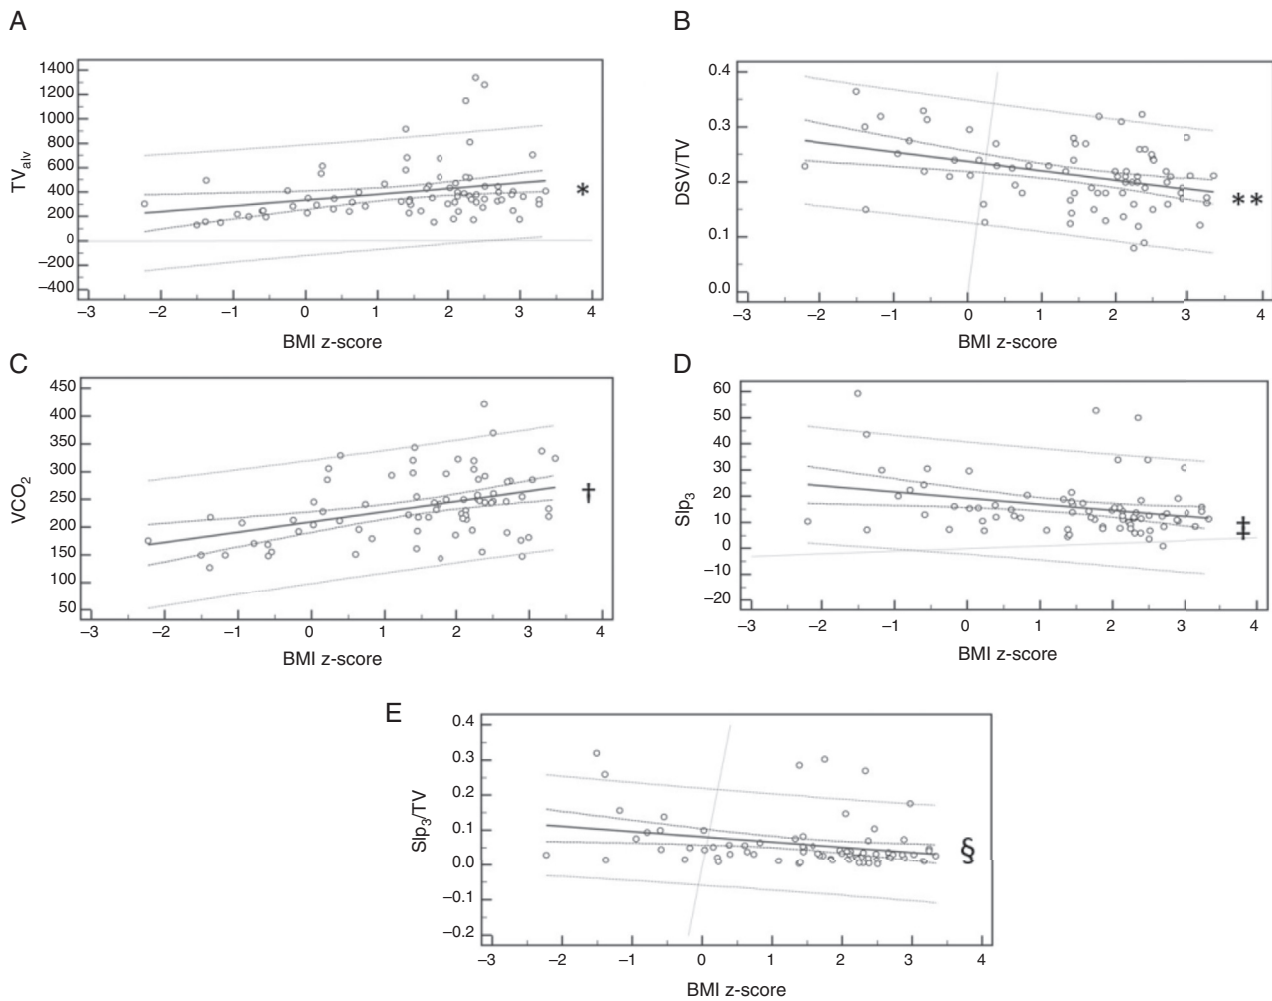 A
1400
1200
1000
800
600
400
200
0
−200
−400
TValv
*
−3 −2 −1 0 1 2 3 4
BMI z-score
B
0.4
0.3
0.2
0.1
0.0
DSV/TV
**
−3 −2 −1 0 1 2 3 4
BMI z-score
C
450
400
350
300
250
200
150
100
50
VCO2
†
−3 −2 −1 0 1 2 3 4
BMI z-score
D
60
50
40
30
20
10
0
−10
−20
Slp3
‡
−3 −2 −1 0 1 2 3 4
BMI z-score
E
0.4
0.3
0.2
0.1
0.0
−0.1
−0.2
Slp3/TV
§
−3 −2 −1 0 1 2 3 4
BMI z-score